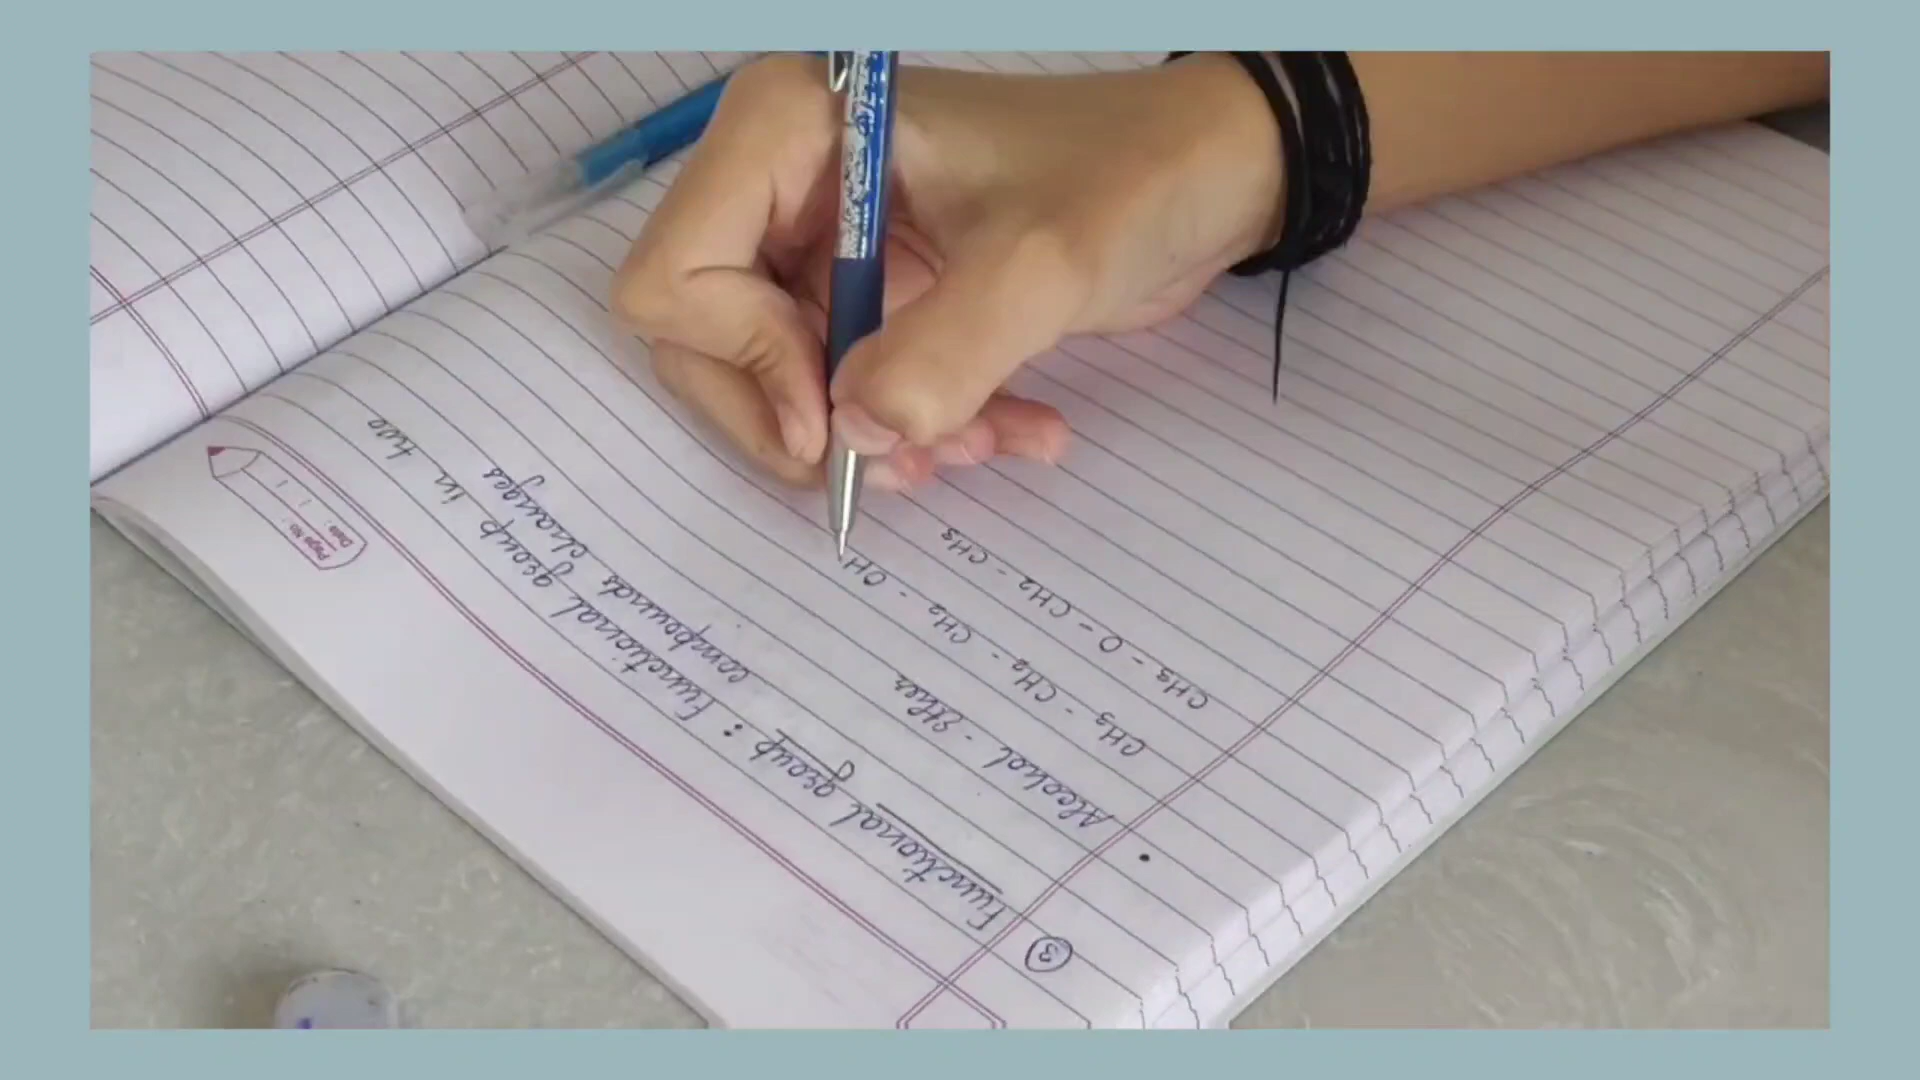 Page No.:
Date:
③ Functional group : Functional group in two
compounds changes
Alcohol - Ether
CH3 - CH2 - CH2 - OH
CH3 - O - CH2 - CH3